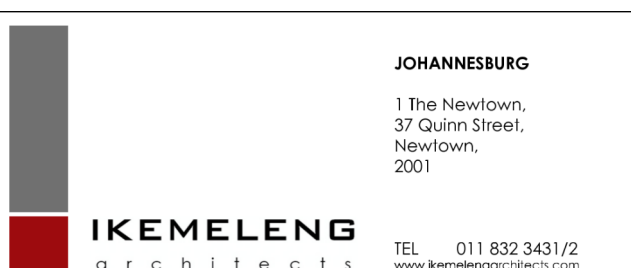 JOHANNESBURG
1 The Newtown,
37 Quinn Street,
Newtown,
2001
IKEMELENG
architects
TEL 011 832 3431/2
www.ikemelengarchitects.com